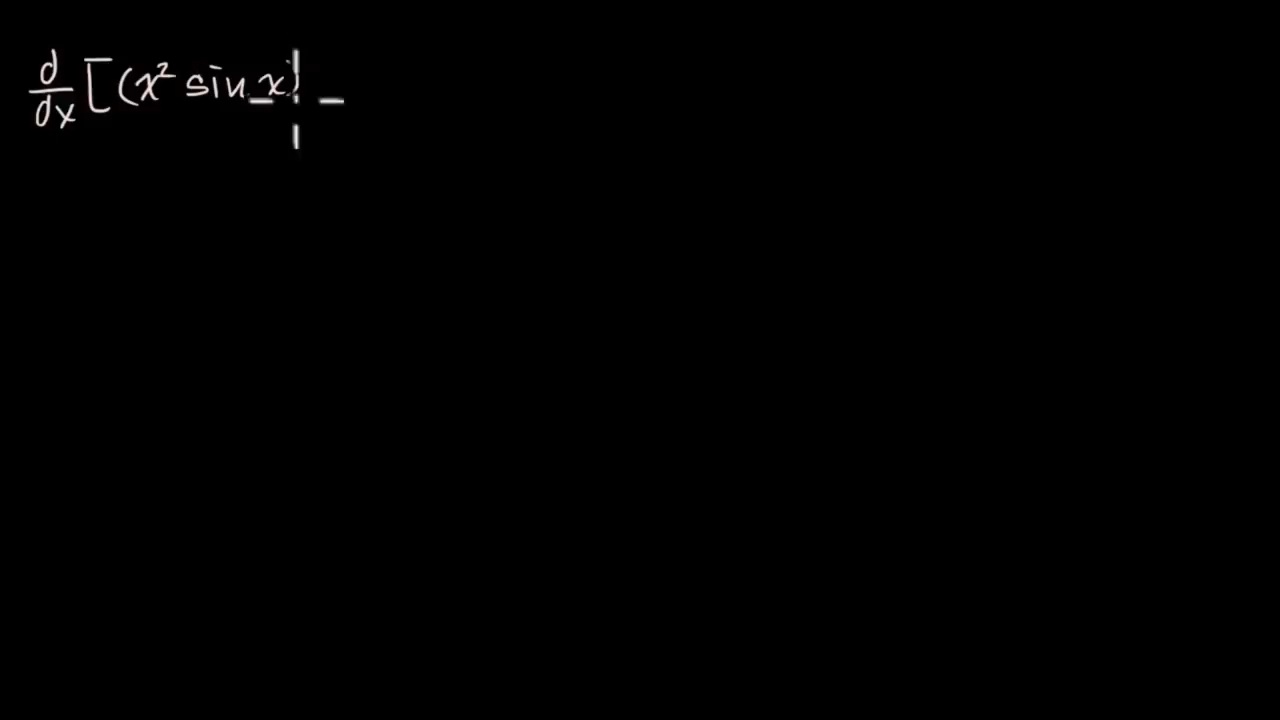 d/dx [(x² sin x)